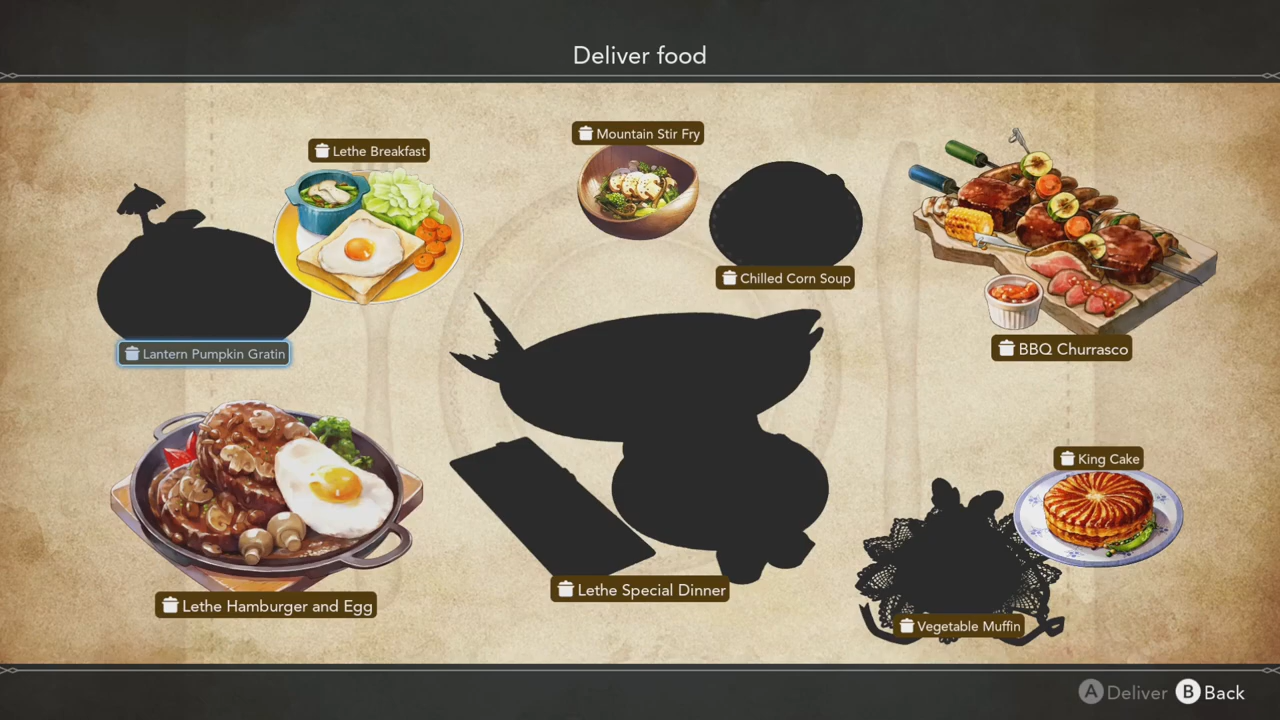 Deliver food
Lethe Breakfast
Mountain Stir Fry
Chilled Corn Soup
BBQ Churrasco
Lantern Pumpkin Gratin
King Cake
Lethe Hamburger and Egg
Lethe Special Dinner
Vegetable Muffin
A Deliver B Back